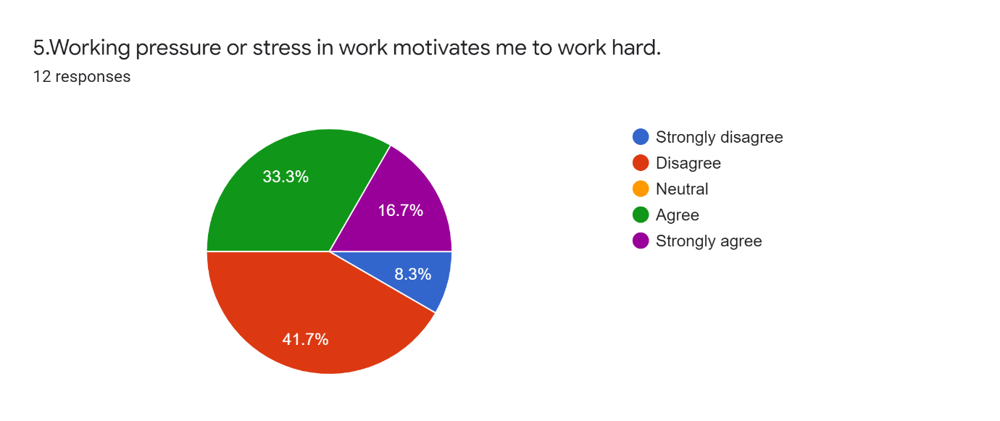 5.Working pressure or stress in work motivates me to work hard.
12 responses
33.3%
16.7%
8.3%
41.7%
Strongly disagree
Disagree
Neutral
Agree
Strongly agree